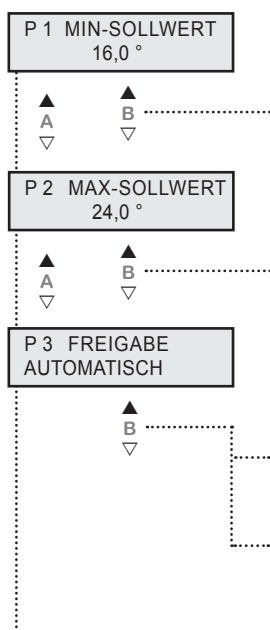 P 1 MIN-SOLLWERT
16,0 °
A B
P 2 MAX-SOLLWERT
24,0 °
A B
P 3 FREIGABE
AUTOMATISCH
B